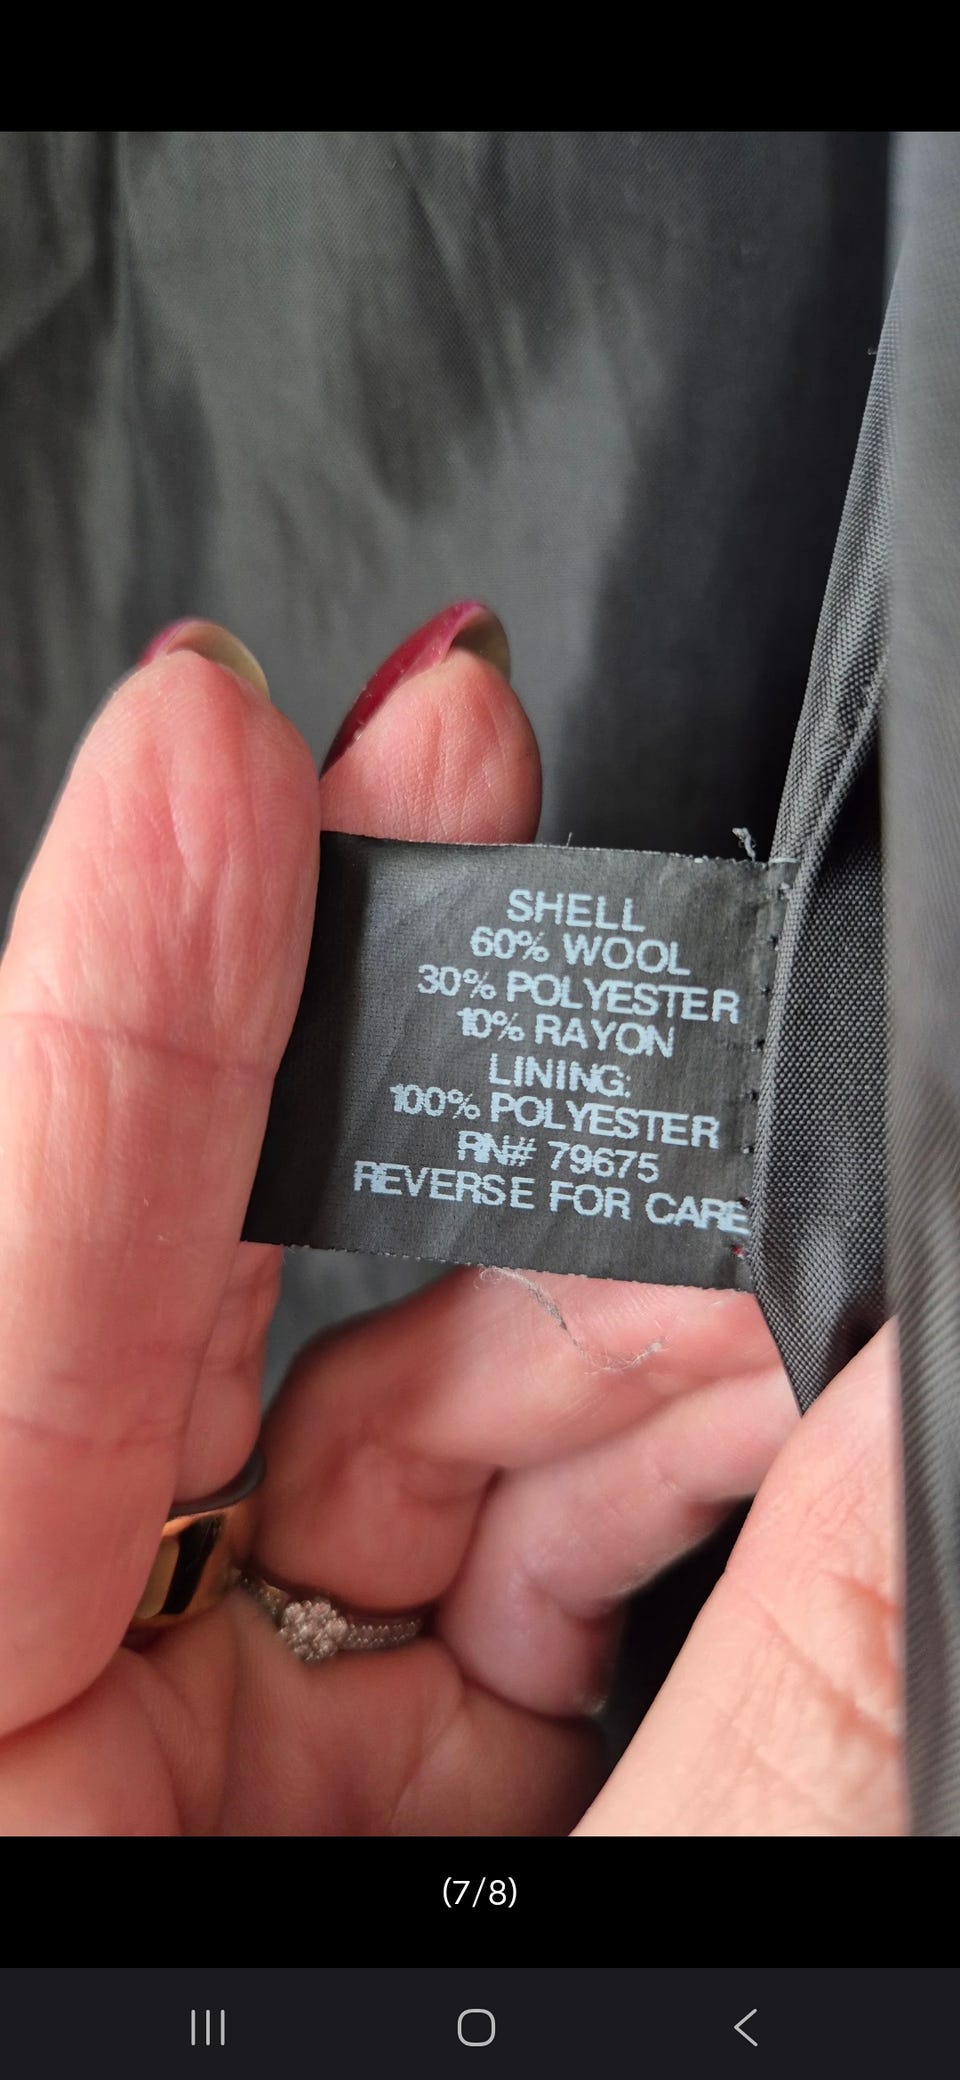 SHELL
60% WOOL
30% POLYESTER
10% RAYON
LINING:
100% POLYESTER
RN# 79675
REVERSE FOR CARE
(7/8)